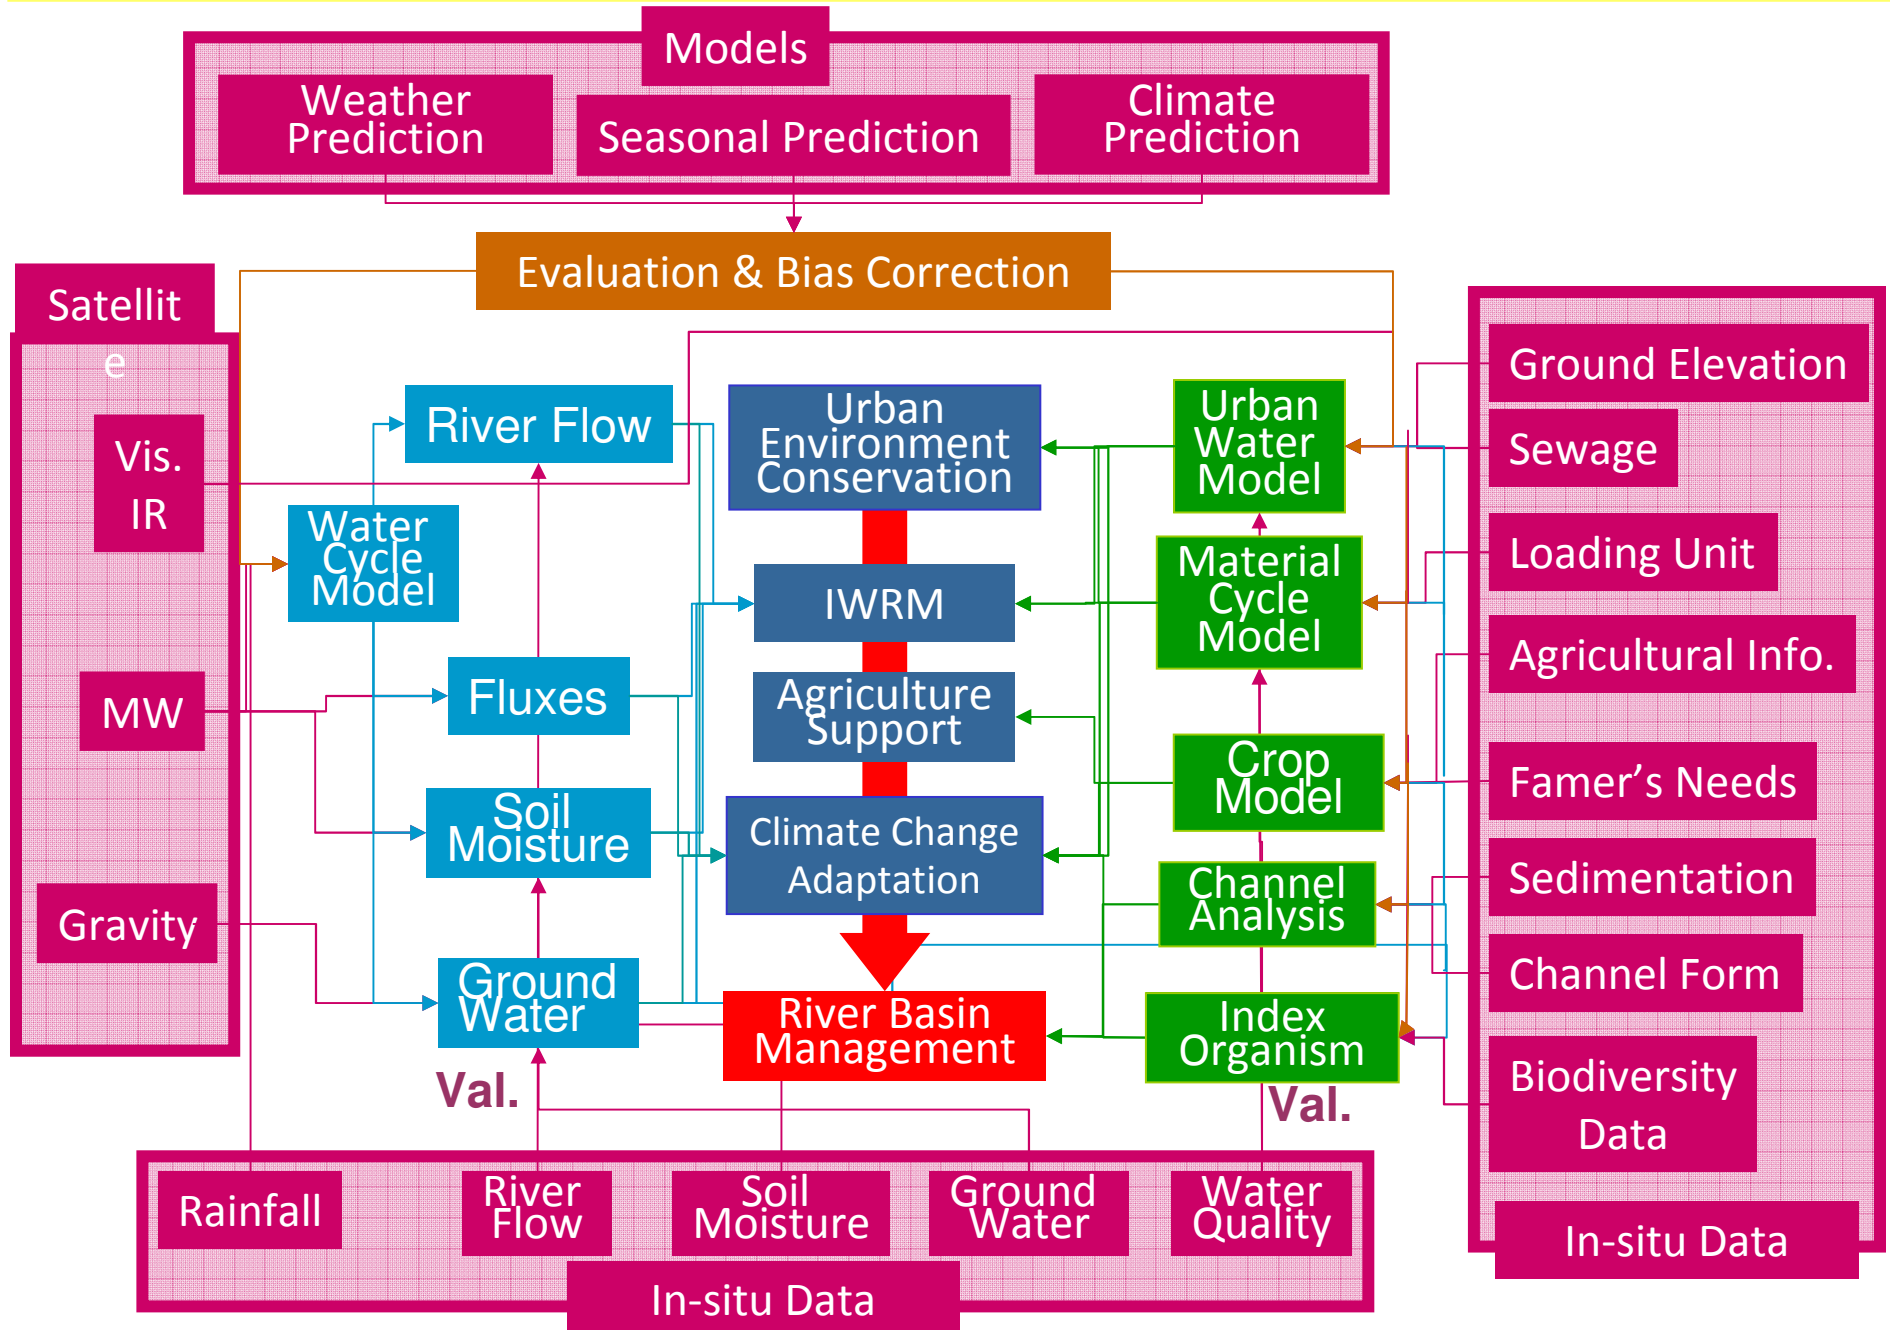 Models
Weather
Prediction
Seasonal Prediction
Climate
Prediction
Evaluation & Bias Correction
Satellit
e
Vis.
IR
MW
Gravity
River Flow
Water
Cycle
Model
Fluxes
Soil
Moisture
Ground
Water
Val.
Urban
Environment
Conservation
IWRM
Agriculture
Support
Climate Change
Adaptation
River Basin
Management
Urban
Water
Model
Material
Cycle
Model
Crop
Model
Channel
Analysis
Index
Organism
Val.
Ground Elevation
Sewage
Loading Unit
Agricultural Info.
Famer’s Needs
Sedimentation
Channel Form
Biodiversity
Data
In-situ Data
Rainfall
River
Flow
Soil
Moisture
Ground
Water
Water
Quality
In-situ Data